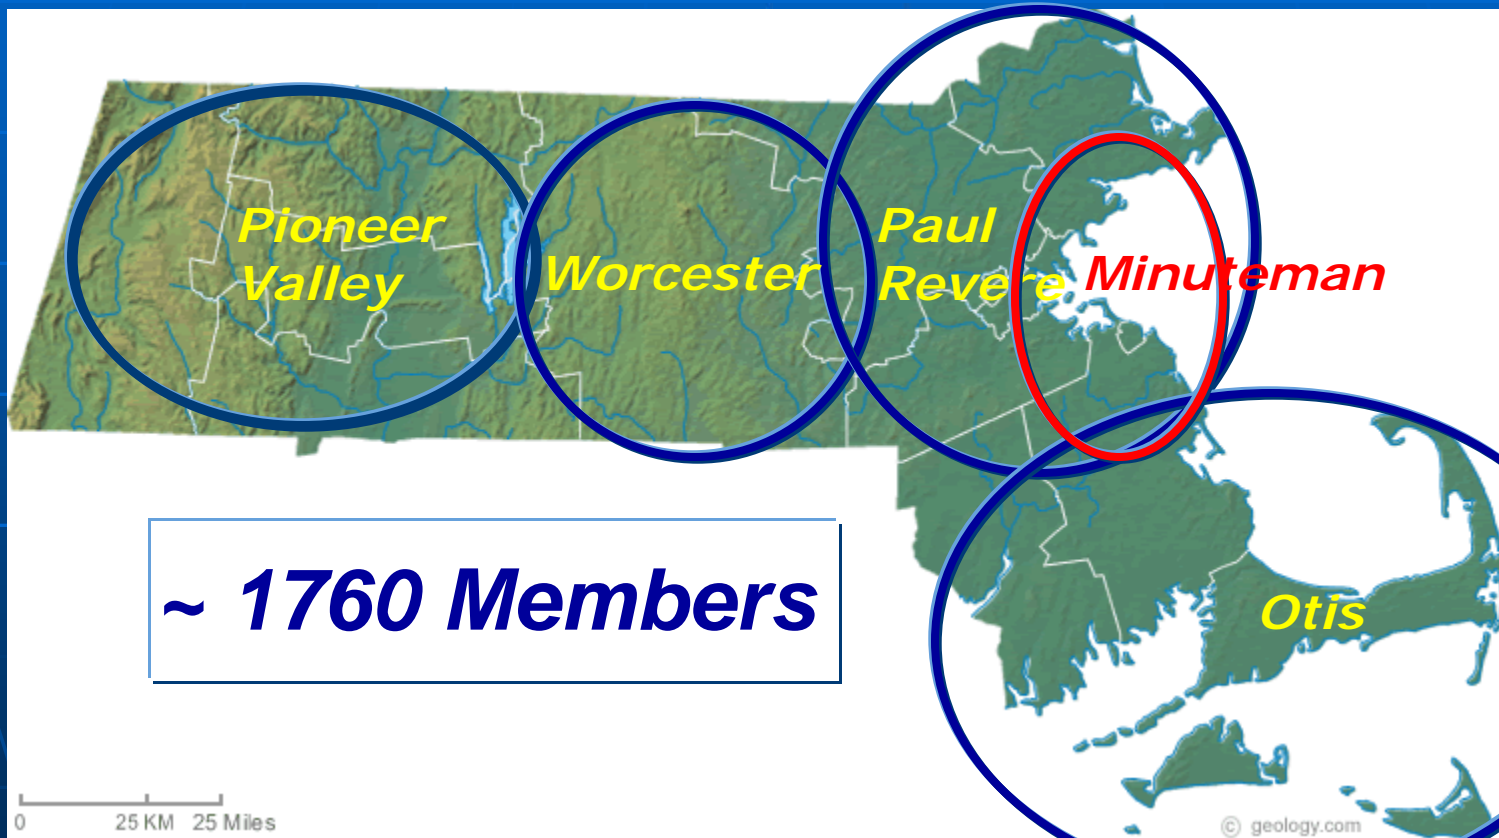 Pioneer
Valley
Worcester
Paul
Revere
Minuteman
~ 1760 Members
Otis
0 25 KM 25 Miles
© geology.com